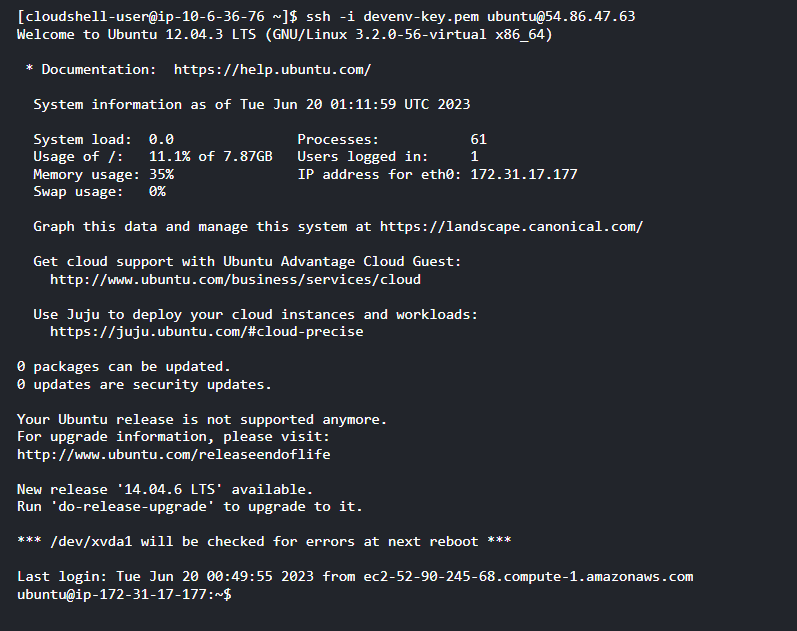 [cloudshell-user@ip-10-6-36-76 ~]$ ssh -i devenv-key.pem ubuntu@54.86.47.63
Welcome to Ubuntu 12.04.3 LTS (GNU/Linux 3.2.0-56-virtual x86_64)
* Documentation:  https://help.ubuntu.com/
System information as of Tue Jun 20 01:11:59 UTC 2023
System load:  0.0               Processes:           61
Usage of /:   11.1% of 7.87GB   Users logged in:     1
Memory usage: 35%               IP address for eth0: 172.31.17.177
Swap usage:   0%
Graph this data and manage this system at https://landscape.canonical.com/
Get cloud support with Ubuntu Advantage Cloud Guest:
http://www.ubuntu.com/business/services/cloud
Use Juju to deploy your cloud instances and workloads:
https://juju.ubuntu.com/#cloud-precise
0 packages can be updated.
0 updates are security updates.
Your Ubuntu release is not supported anymore.
For upgrade information, please visit:
http://www.ubuntu.com/releaseendoflife
New release '14.04.6 LTS' available.
Run 'do-release-upgrade' to upgrade to it.
*** /dev/xvda1 will be checked for errors at next reboot ***
Last login: Tue Jun 20 00:49:55 2023 from ec2-52-90-245-68.compute-1.amazonaws.com
ubuntu@ip-172-31-17-177:~$